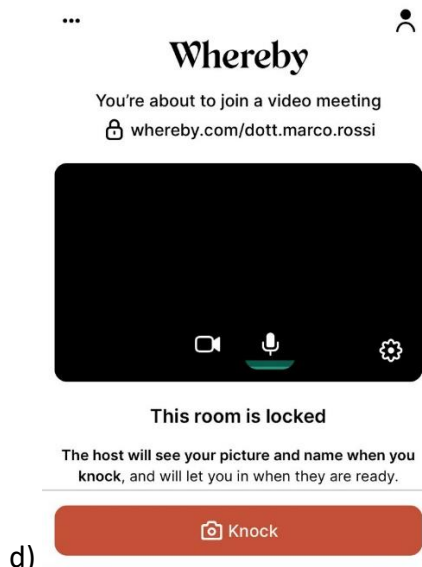 Whereby
You're about to join a video meeting
whereby.com/dott.marco.rossi
This room is locked
The host will see your picture and name when you
knock, and will let you in when they are ready.
Knock
d)